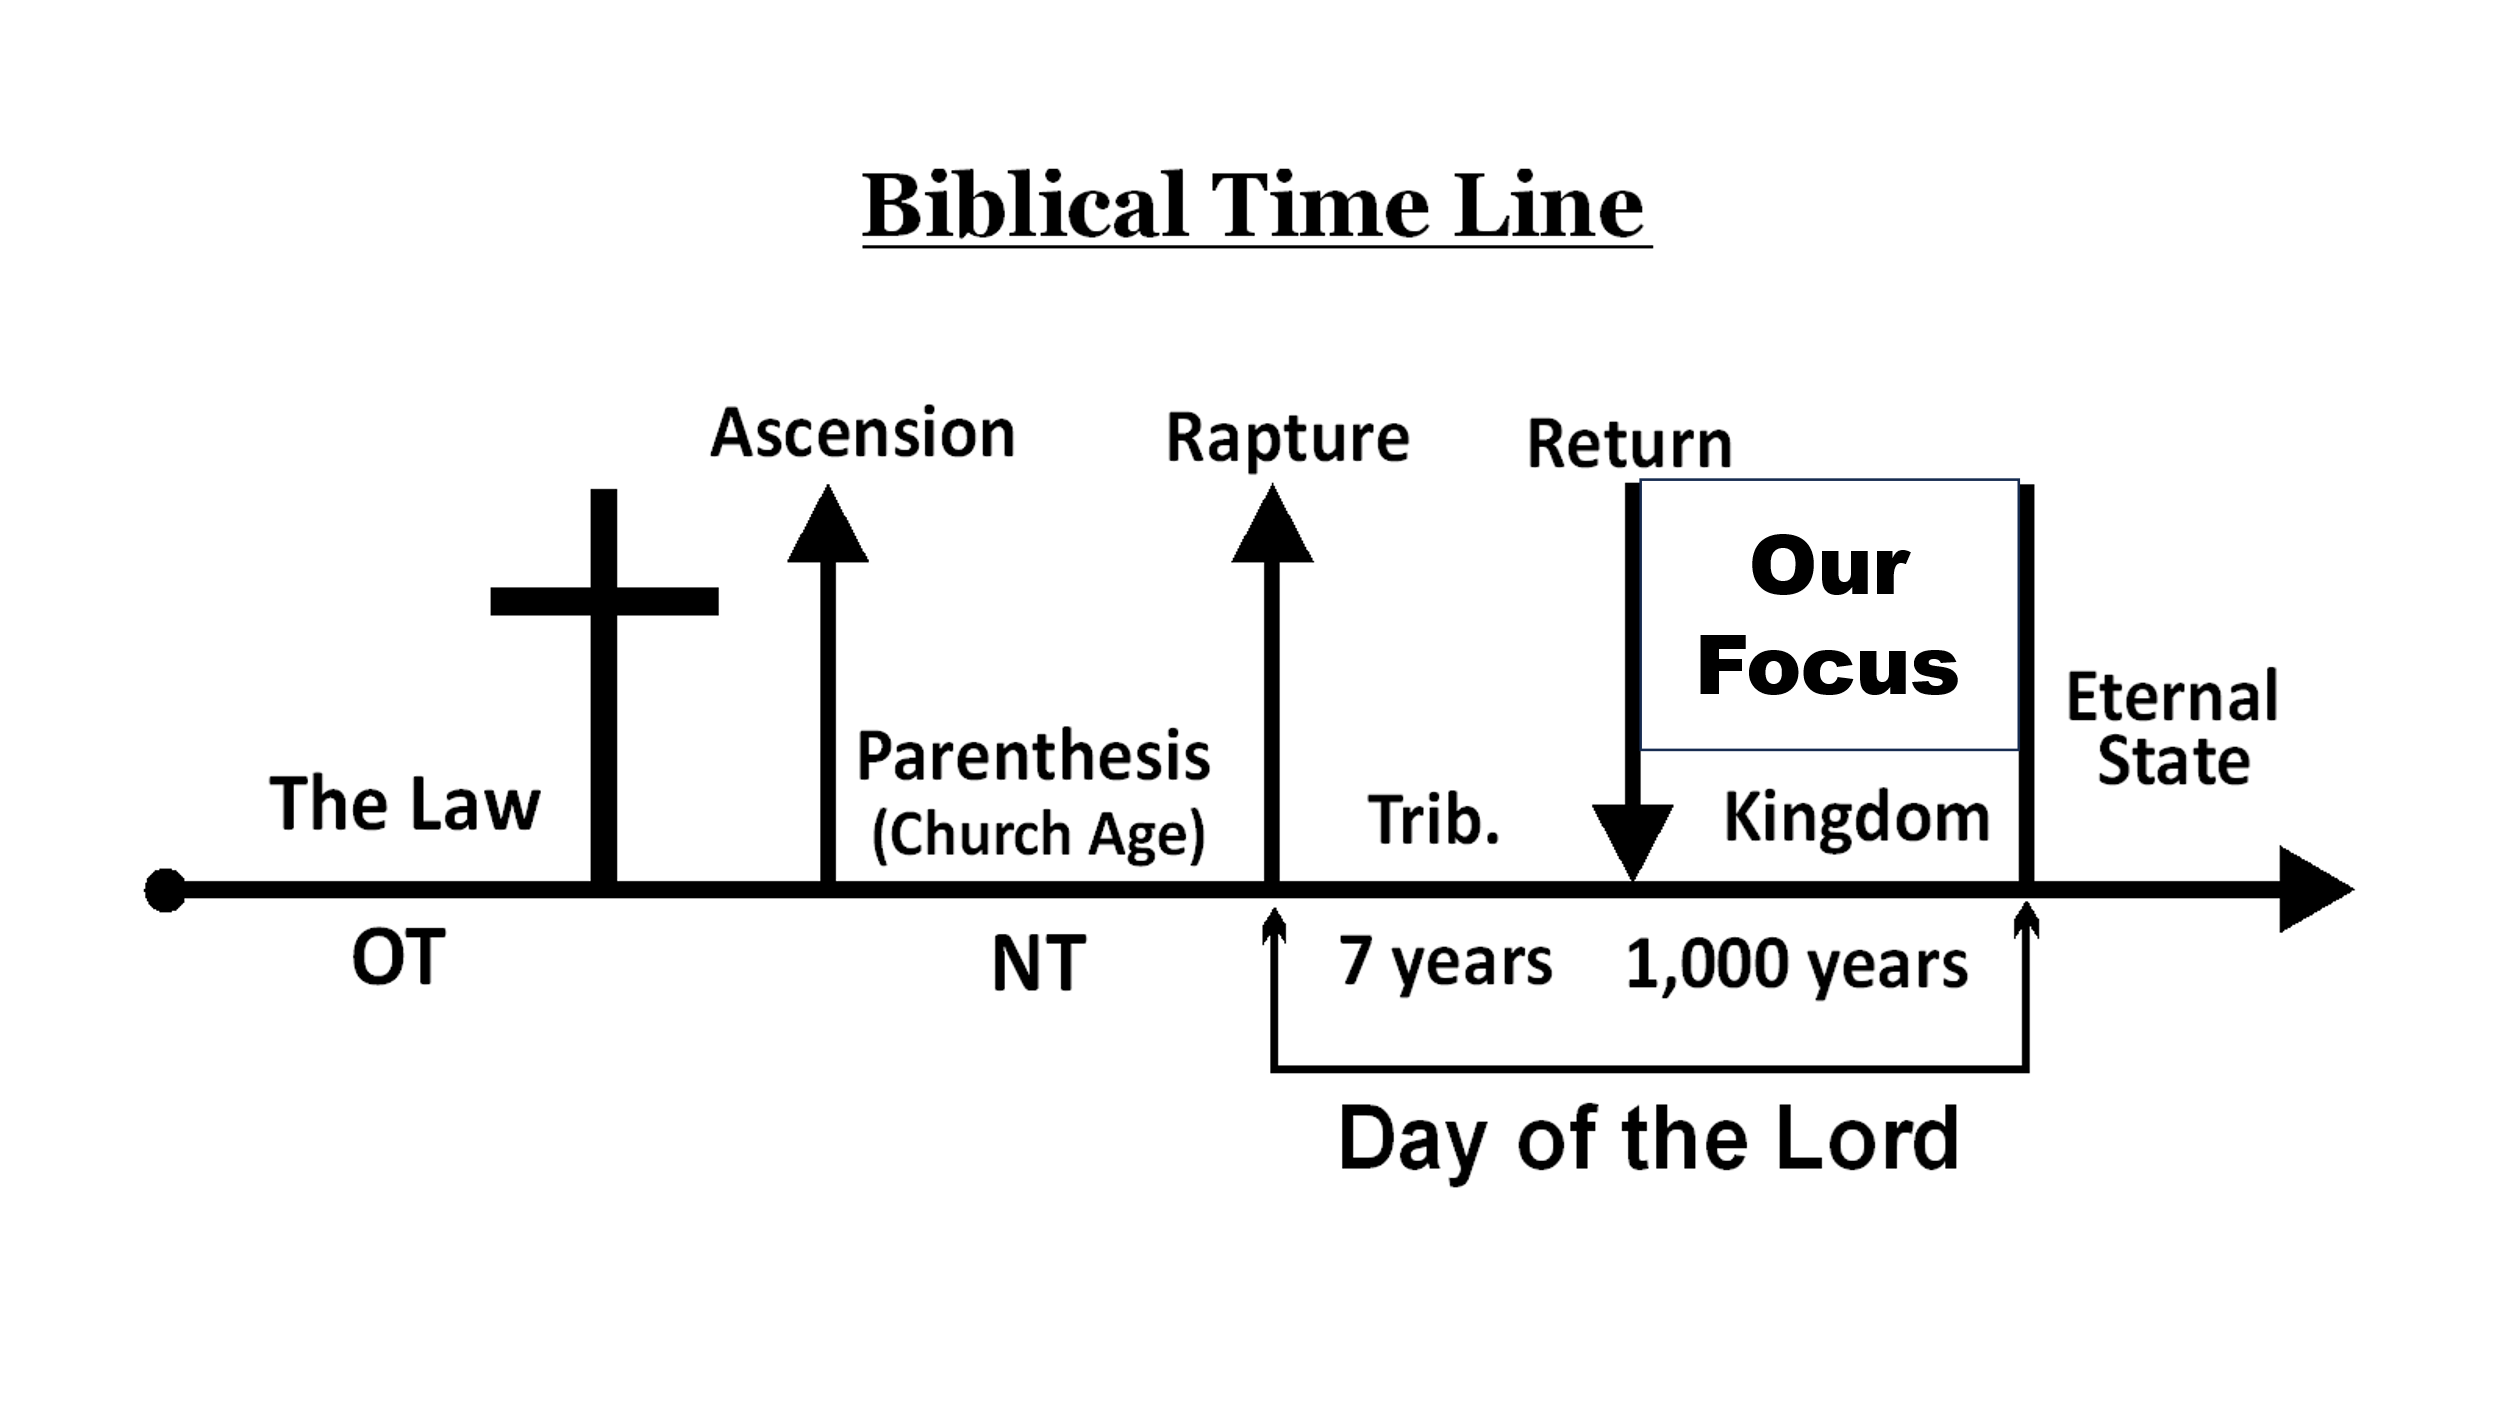 Biblical Time Line
Ascension
Rapture
Return
Our
Focus
The Law
Parenthesis
(Church Age)
Trib.
Kingdom
Eternal
State
OT
NT
7 years
1,000 years
Day of the Lord